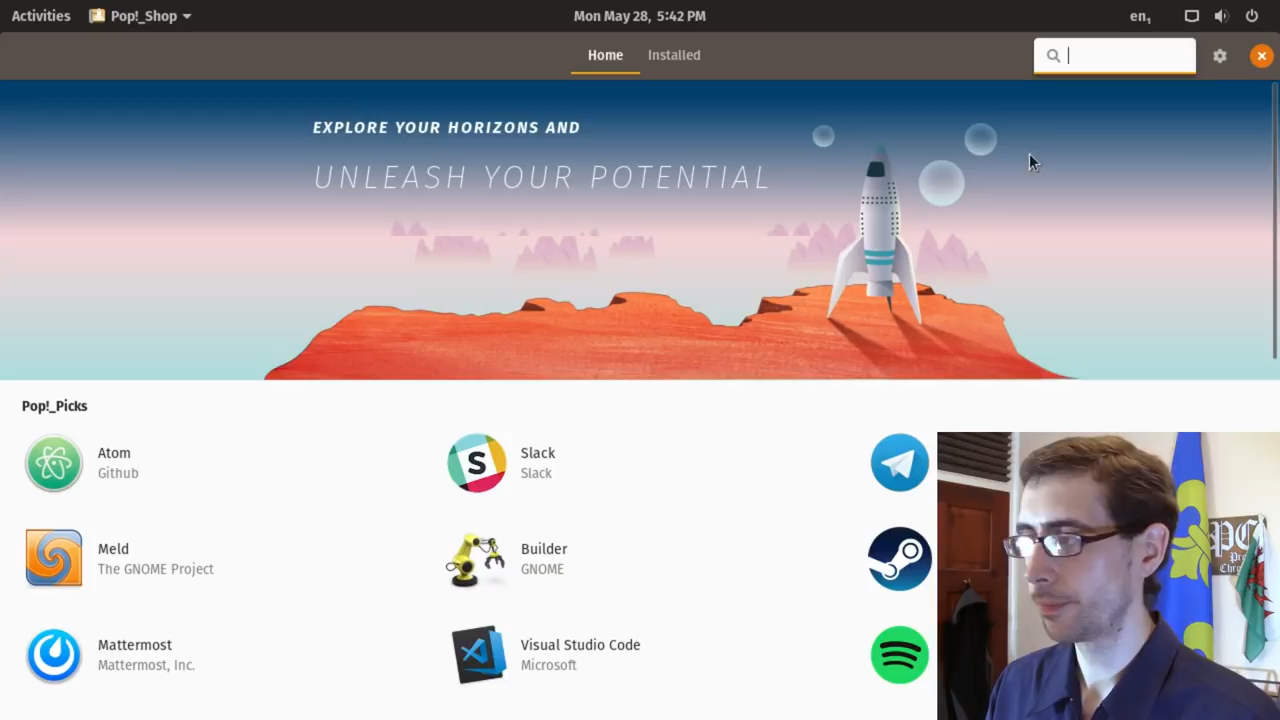 Activities
Pop!_Shop
Mon May 28, 5:42 PM
en₁
Home
Installed
EXPLORE YOUR HORIZONS AND
UNLEASH YOUR POTENTIAL
Pop!_Picks
Atom
Github
S
Slack
Slack
Meld
The GNOME Project
Builder
GNOME
Mattermost
Mattermost, Inc.
Visual Studio Code
Microsoft